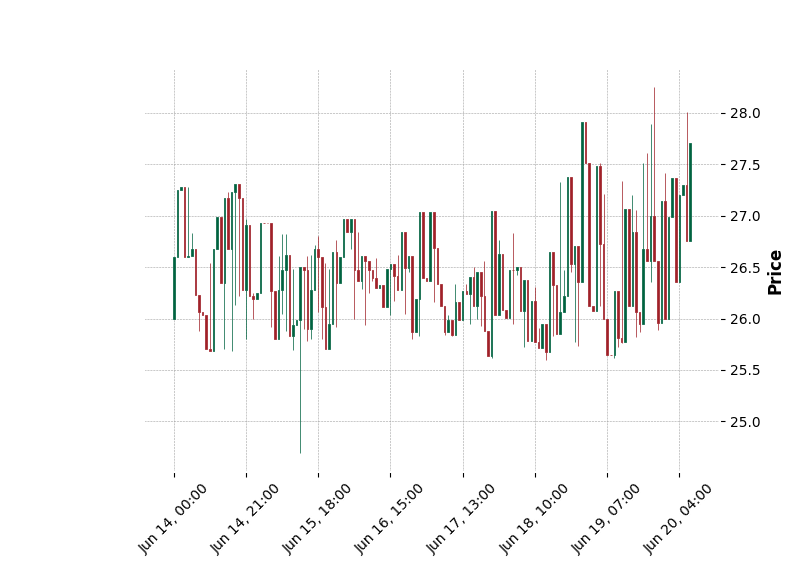 28.0
27.5
27.0
26.5
26.0
25.5
25.0
Price
Jun 14, 00:00
Jun 14, 21:00
Jun 15, 18:00
Jun 16, 15:00
Jun 17, 13:00
Jun 18, 10:00
Jun 19, 07:00
Jun 20, 04:00